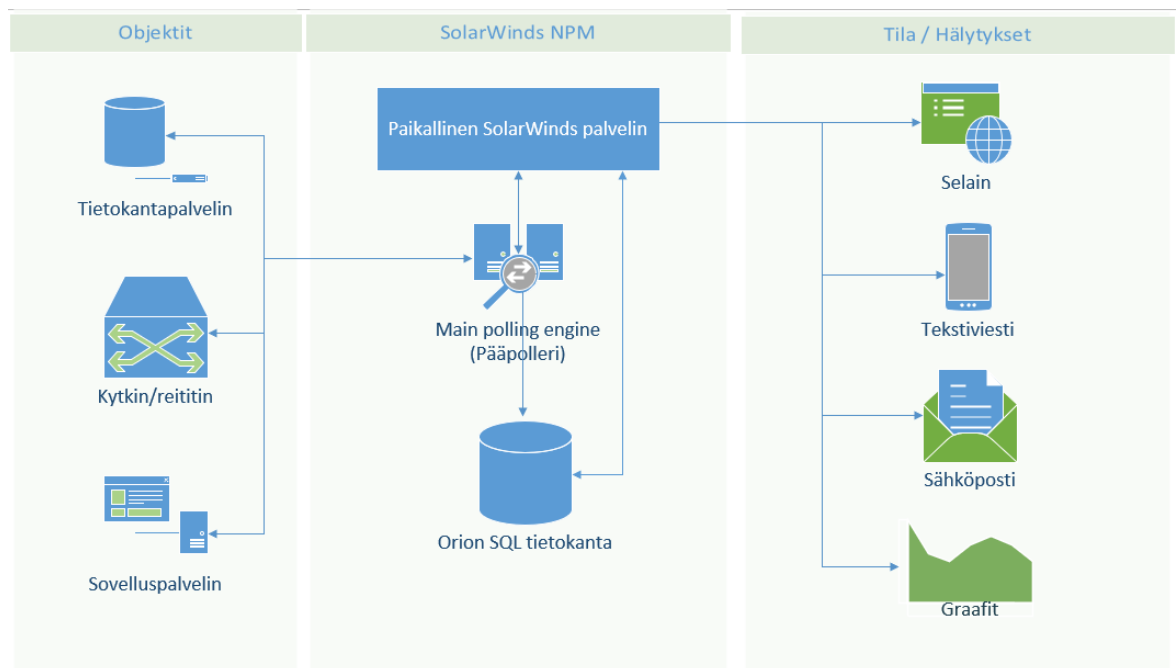 Objektit
SolarWinds NPM
Tila / Hälytykset
Tietokantapalvelin
Kytkin/reititin
Sovelluspalvelin
Paikallinen SolarWinds palvelin
Main polling engine
(Pääpolleri)
Orion SQL tietokanta
Selain
Tekstiviesti
Sähköposti
Graafit